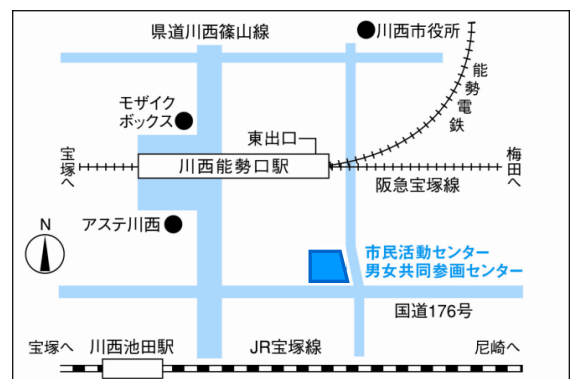 県道川西篠山線
川西市役所
能勢電鉄
モザイク
ボックス
東出口
宝塚へ
川西能勢口駅
梅田へ
阪急宝塚線
アステ川西
N
市民活動センター
男女共同参画センター
国道176号
宝塚へ
川西池田駅
JR宝塚線
尼崎へ